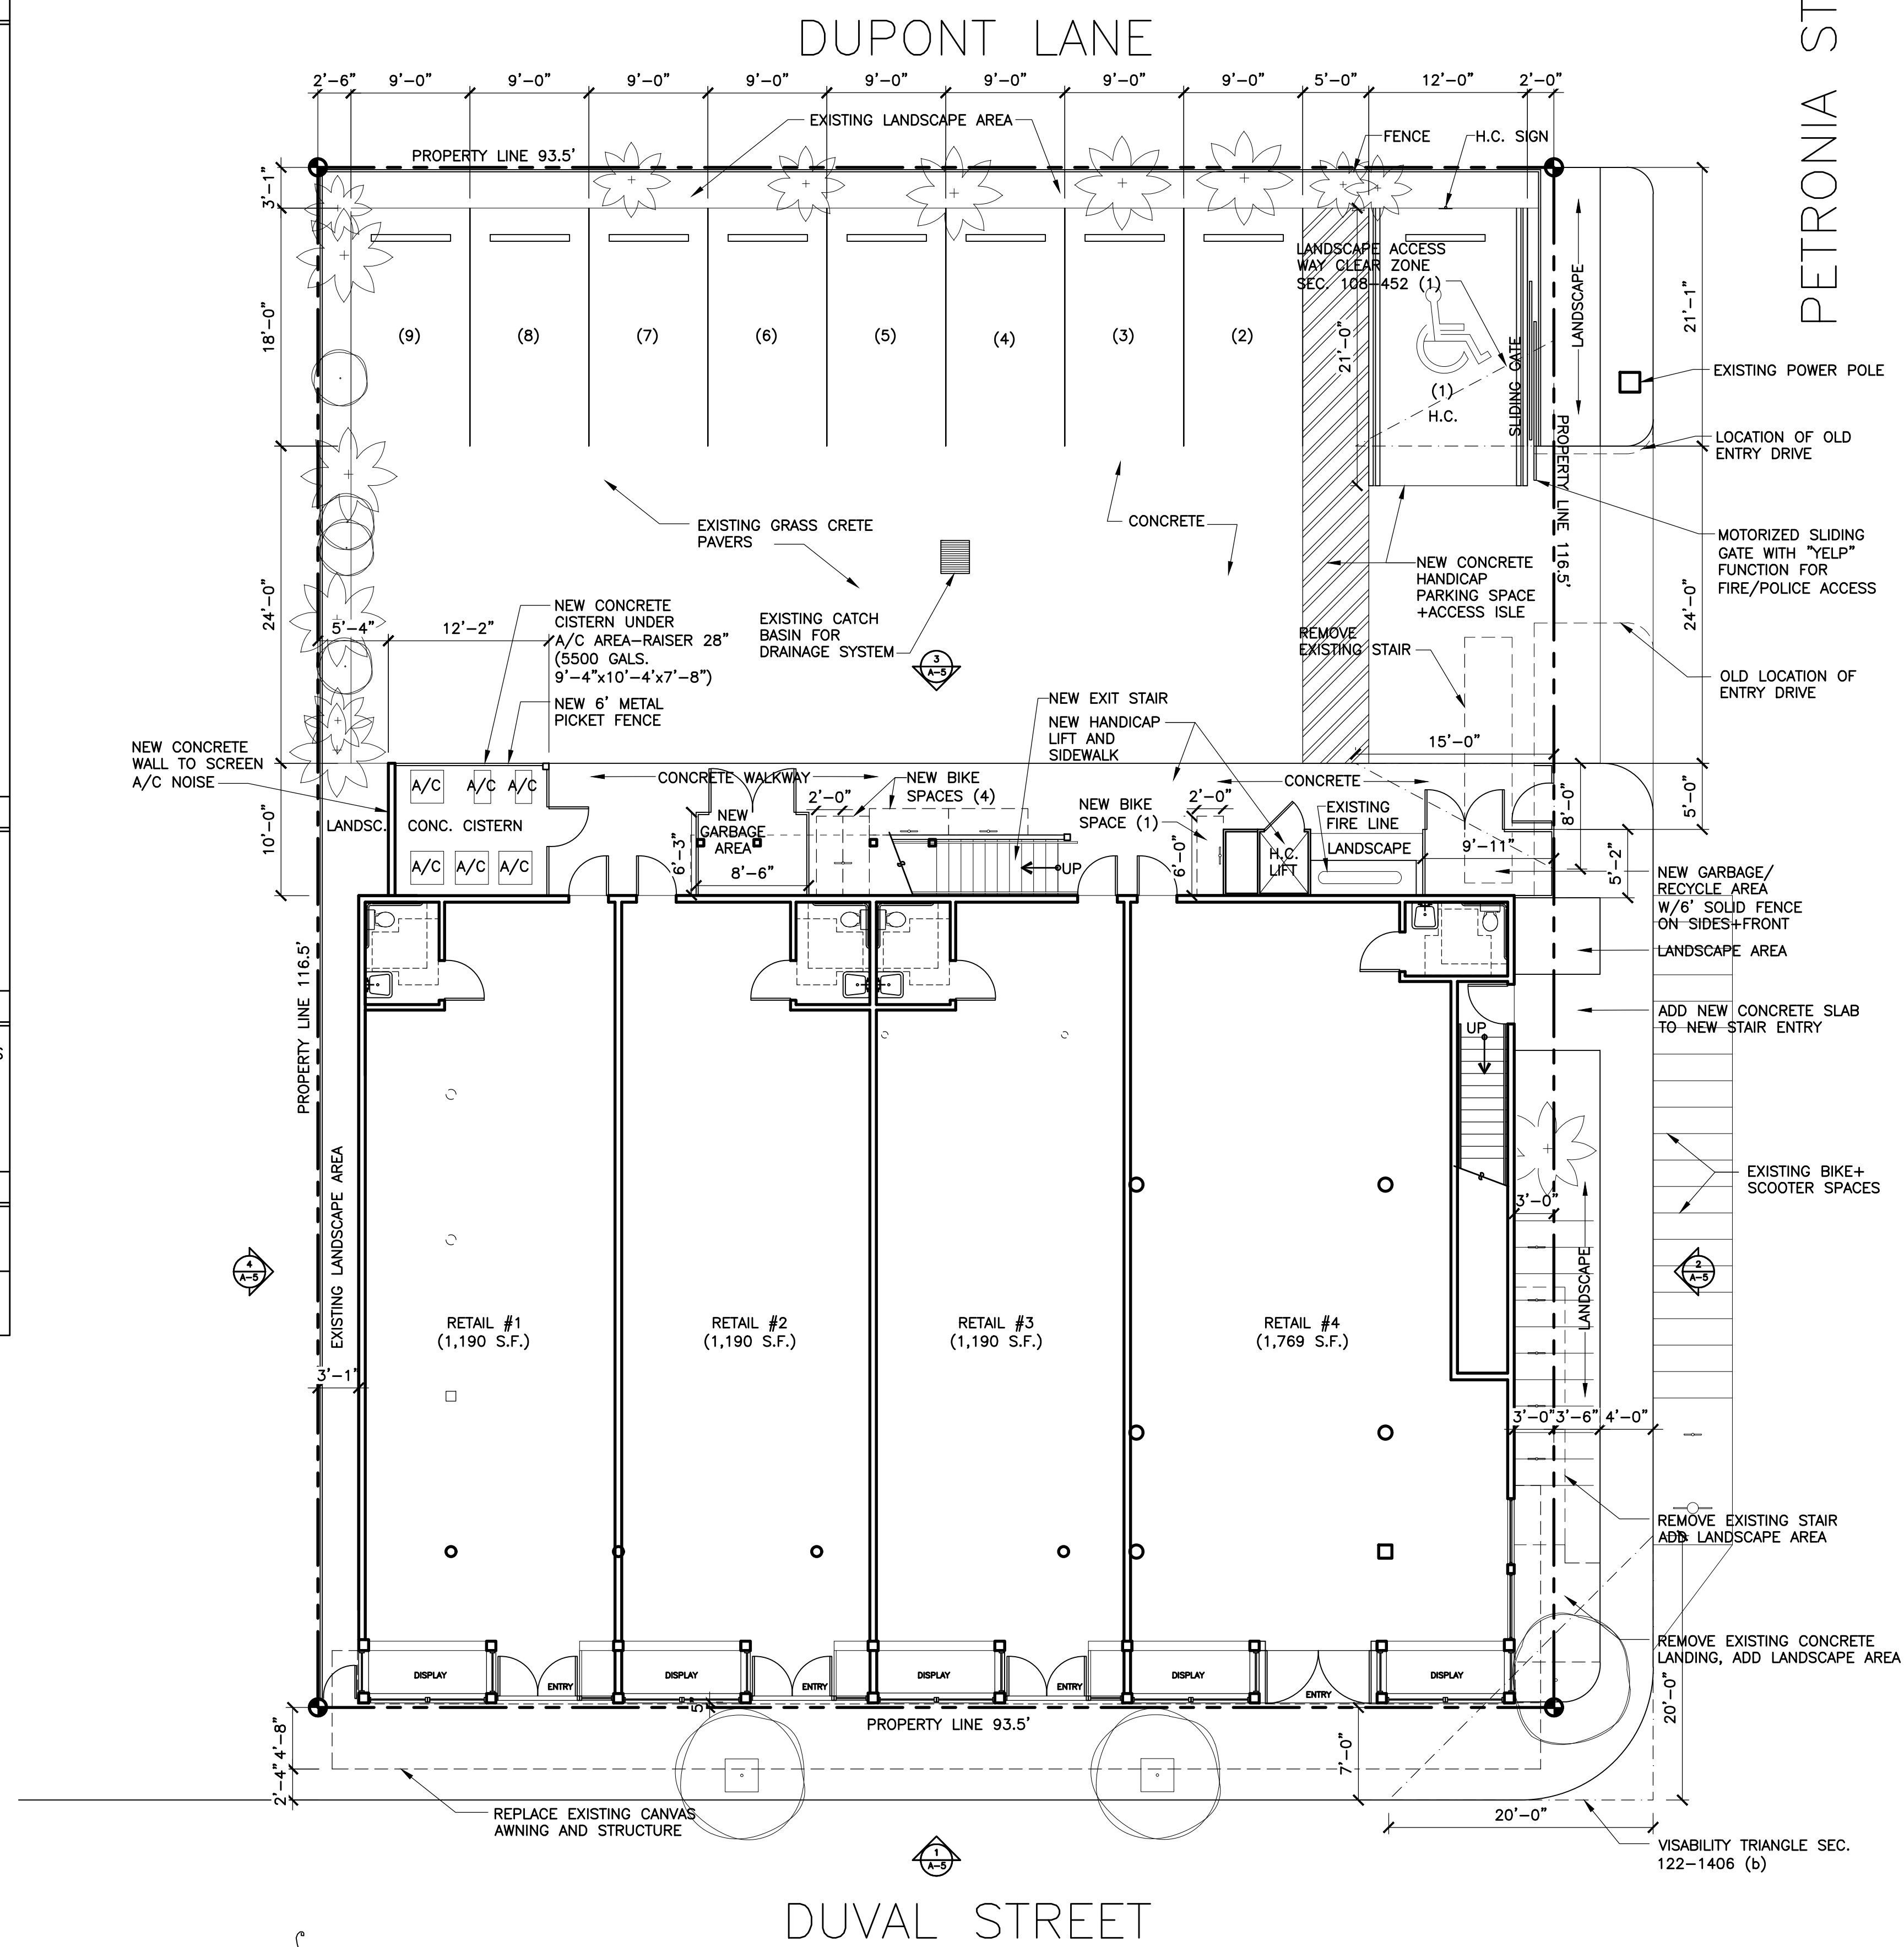 DUPONT LANE
PETRONIA ST
2'-6" 9'-0" 9'-0" 9'-0" 9'-0" 9'-0" 9'-0" 9'-0" 9'-0" 5'-0" 12'-0" 2'-0"
EXISTING LANDSCAPE AREA
FENCE
H.C. SIGN
PROPERTY LINE 93.5'
3'-1"
LANDSCAPE ACCESS
WAY CLEAR ZONE
SEC. 108-452 (1)
LANDSCAPE
18'-0"
(9) (8) (7) (6) (5) (4) (3) (2)
21'-0"
(1)
H.C.
SLIDING GATE
21'-1"
EXISTING POWER POLE
PROPERTY LINE 116.5'
LOCATION OF OLD
ENTRY DRIVE
EXISTING GRASS CRETE
PAVERS
CONCRETE
MOTORIZED SLIDING
GATE WITH "YELP"
FUNCTION FOR
FIRE/POLICE ACCESS
NEW CONCRETE
HANDICAP
PARKING SPACE
+ACCESS ISLE
24'-0"
24'-0"
5'-4"
12'-2"
NEW CONCRETE
CISTERN UNDER
A/C AREA-RAISER 28"
(5500 GALS.
9'-4"x10'-4'x7'-8")
EXISTING CATCH
BASIN FOR
DRAINAGE SYSTEM
3
A-5
REMOVE
EXISTING STAIR
OLD LOCATION OF
ENTRY DRIVE
NEW 6' METAL
PICKET FENCE
NEW EXIT STAIR
NEW HANDICAP
LIFT AND
SIDEWALK
15'-0"
NEW CONCRETE
WALL TO SCREEN
A/C NOISE
A/C A/C A/C
CONCRETE WALKWAY
NEW BIKE
SPACES (4)
CONCRETE
2'-0"
2'-0"
NEW BIKE
SPACE (1)
EXISTING
FIRE LINE
8'-0"
5'-0"
LANDSC.
CONC. CISTERN
NEW
GARBAGE
AREA
LANDSCAPE
10'-0"
A/C A/C A/C
6'-3"
8'-6"
UP
6'-0"
H.C.
LIFT
9'-11"
5'-2"
NEW GARBAGE/
RECYCLE AREA
W/6' SOLID FENCE
ON SIDES+FRONT
LANDSCAPE AREA
PROPERTY LINE 116.5'
UP
ADD NEW CONCRETE SLAB
TO NEW STAIR ENTRY
EXISTING BIKE+
SCOOTER SPACES
EXISTING LANDSCAPE AREA
3'-0"
LANDSCAPE
4
A-5
2
A-5
RETAIL #1
(1,190 S.F.)
RETAIL #2
(1,190 S.F.)
RETAIL #3
(1,190 S.F.)
RETAIL #4
(1,769 S.F.)
3'-1"
3'-0" 3'-6" 4'-0"
REMOVE EXISTING STAIR
ADD LANDSCAPE AREA
REMOVE EXISTING CONCRETE
LANDING, ADD LANDSCAPE AREA
DISPLAY ENTRY DISPLAY ENTRY DISPLAY ENTRY DISPLAY ENTRY DISPLAY
PROPERTY LINE 93.5'
4'-8"
2'-4"
7'-0"
20'-0"
REPLACE EXISTING CANVAS
AWNING AND STRUCTURE
20'-0"
1
A-5
VISABILITY TRIANGLE SEC.
122-1406 (b)
DUVAL STREET